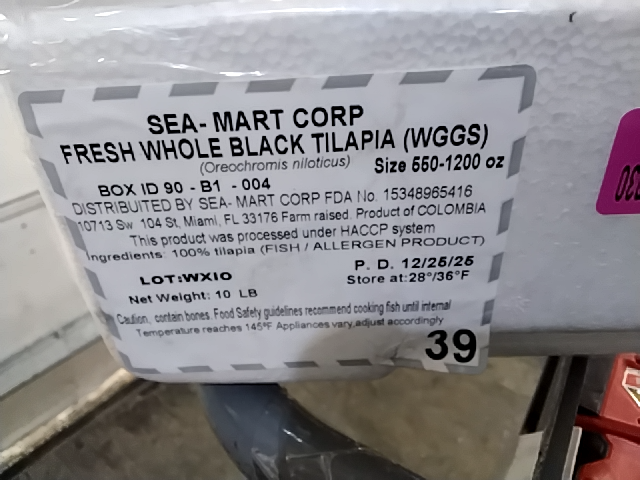 SEA- MART CORP
FRESH WHOLE BLACK TILAPIA (WGGS)
(Oreochromis niloticus) Size 550-1200 oz
BOX ID 90 - B1 - 004
DISTRIBUITED BY SEA- MART CORP FDA No. 15348965416
10713 Sw 104 St, Miami, FL 33176 Farm raised. Product of COLOMBIA
This product was processed under HACCP system
Ingredients: 100% tilapia (FISH / ALLERGEN PRODUCT)
LOT:WXIO P. D. 12/25/25
Net Weight: 10 LB Store at:28°/36°F
Caution, contain bones. Food Safety guidelines recommend cooking fish until internal
Temperature reaches 145ºF Appliances vary,adjust accordingly
39